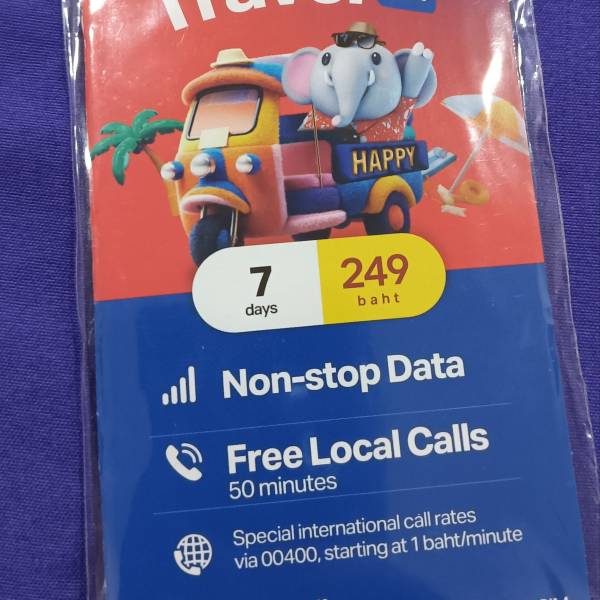 Travel
HAPPY
7
days
249
baht
Non-stop Data
Free Local Calls
50 minutes
Special international call rates
via 00400, starting at 1 baht/minute